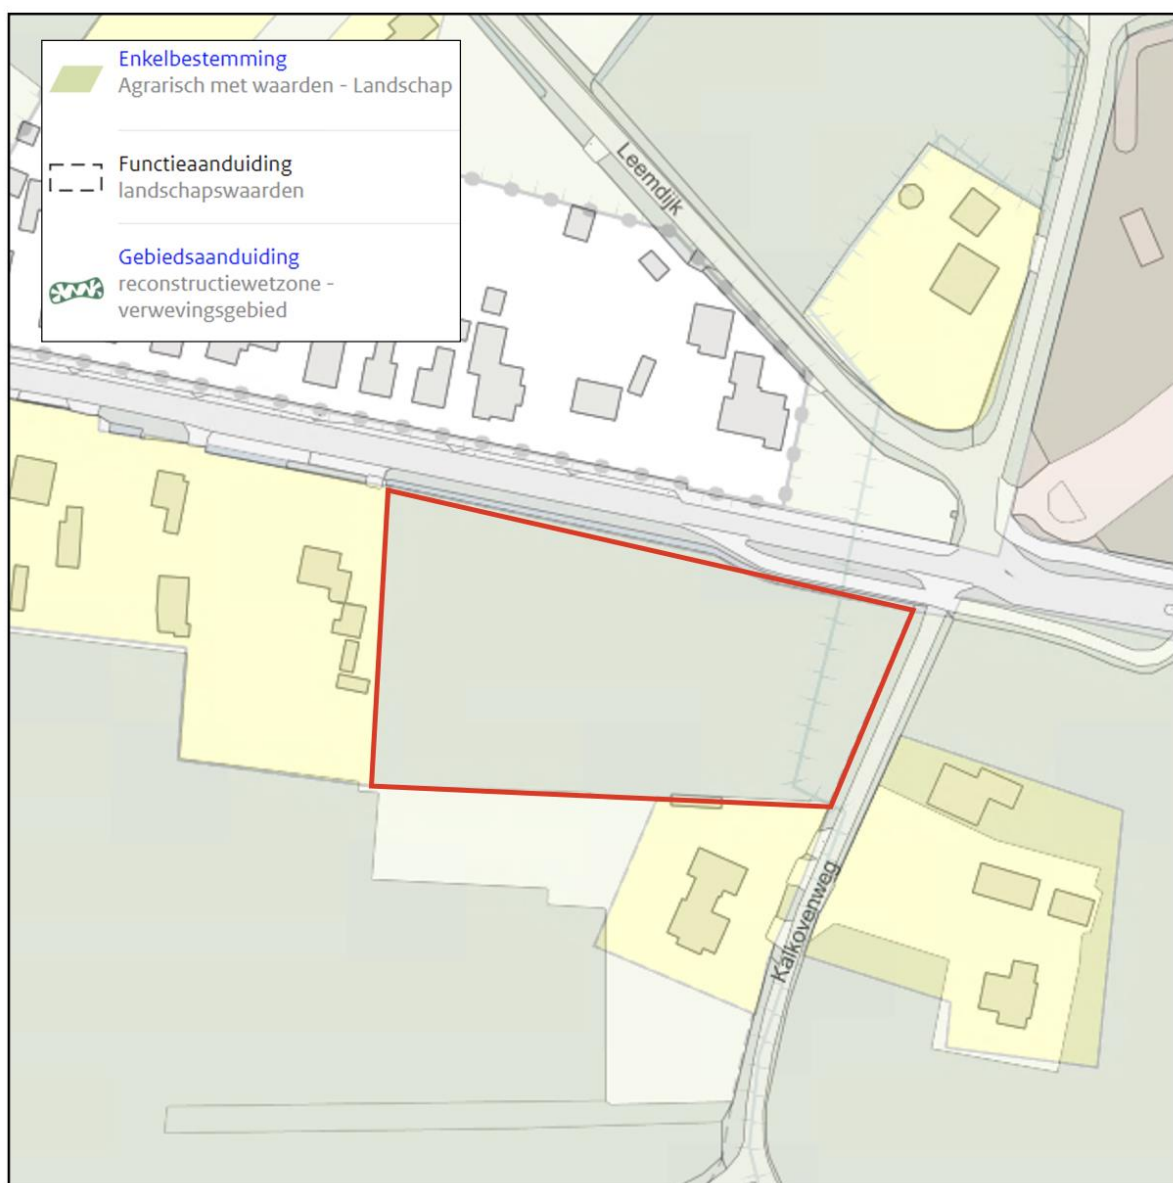 Enkelbestemming
Agrarisch met waarden - Landschap
Functieaanduiding
landschapswaarden
Gebiedsaanduiding
reconstructiewetzone -
verwevingsgebied
Leemdijk
Kalkovenweg